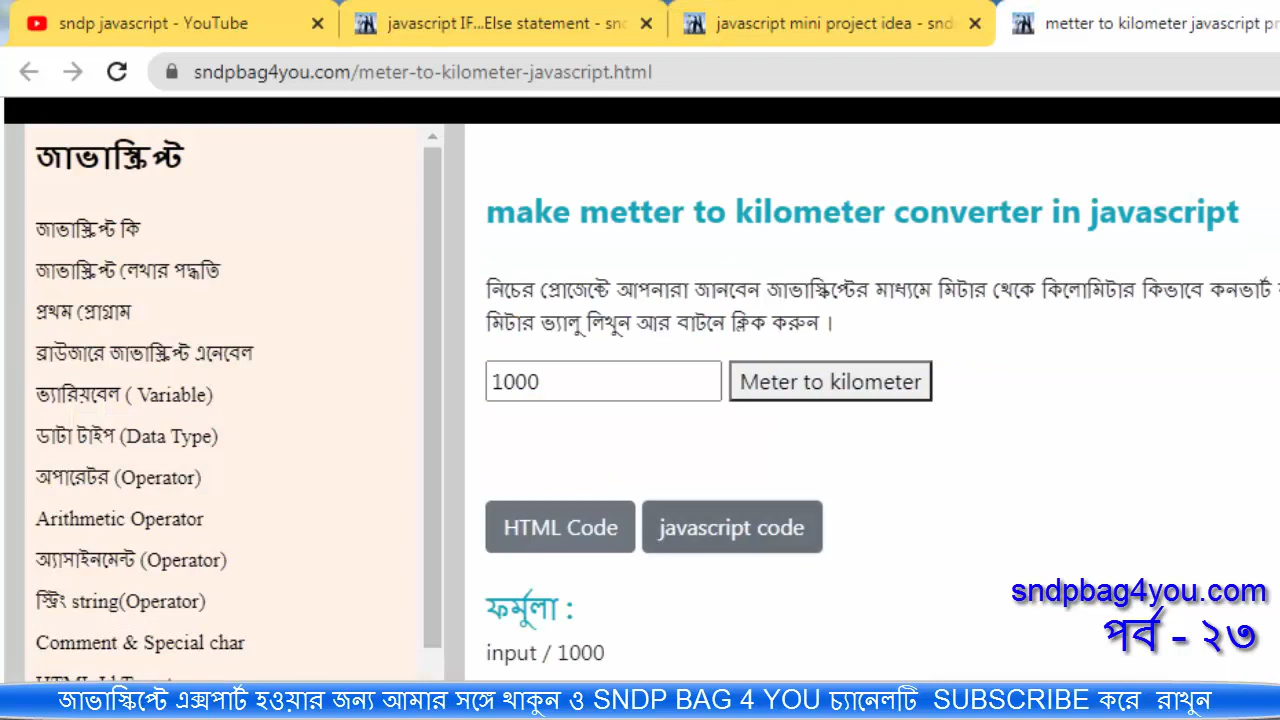 sndp javascript - YouTube
javascript IF...Else statement - snd
javascript mini project idea - snd
metter to kilometer javascript pr
sndpbag4you.com/meter-to-kilometer-javascript.html
জাভাস্ক্রিপ্ট
জাভাস্ক্রিপ্ট কি
জাভাস্ক্রিপ্ট লেখার পদ্ধতি
প্রথম প্রোগ্রাম
ব্রাউজারে জাভাস্ক্রিপ্ট এনেবেল
ভ্যারিয়বেল ( Variable)
ডাটা টাইপ (Data Type)
অপারেটর (Operator)
Arithmetic Operator
অ্যাসাইনমেন্ট (Operator)
স্ট্রিং string(Operator)
Comment & Special char
make metter to kilometer converter in javascript
নিচের প্রোজেক্টে আপনারা জানবেন জাভাস্ক্রিপ্টের মাধ্যমে মিটার থেকে কিলোমিটার কিভাবে কনভার্ট
মিটার ভ্যালু লিখুন আর বাটনে ক্লিক করুন ।
1000
Meter to kilometer
HTML Code
javascript code
ফর্মুলা :
input / 1000
sndpbag4you.com
পর্ব - ২৩
জাভাস্কিপ্টে এক্সপার্ট হওয়ার জন্য আমার সঙ্গে থাকুন ও SNDP BAG 4 YOU চ্যানেলটি SUBSCRIBE করে রাখুন